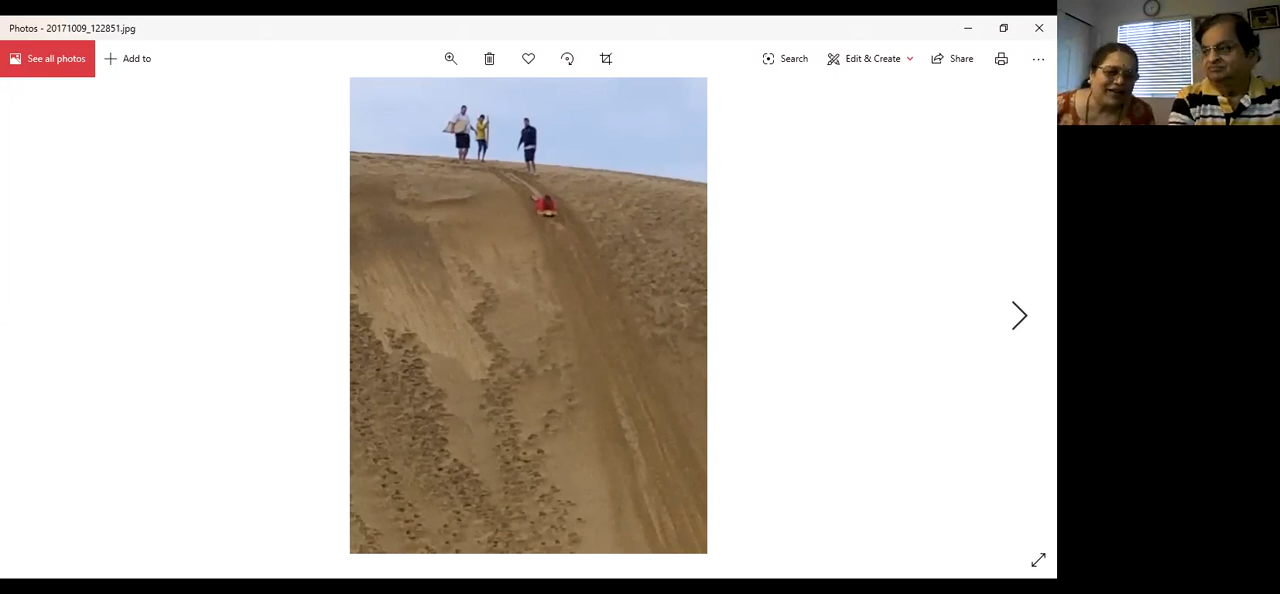 Photos - 20171009_122851.jpg
See all photos
Add to
Search
Edit & Create
Share